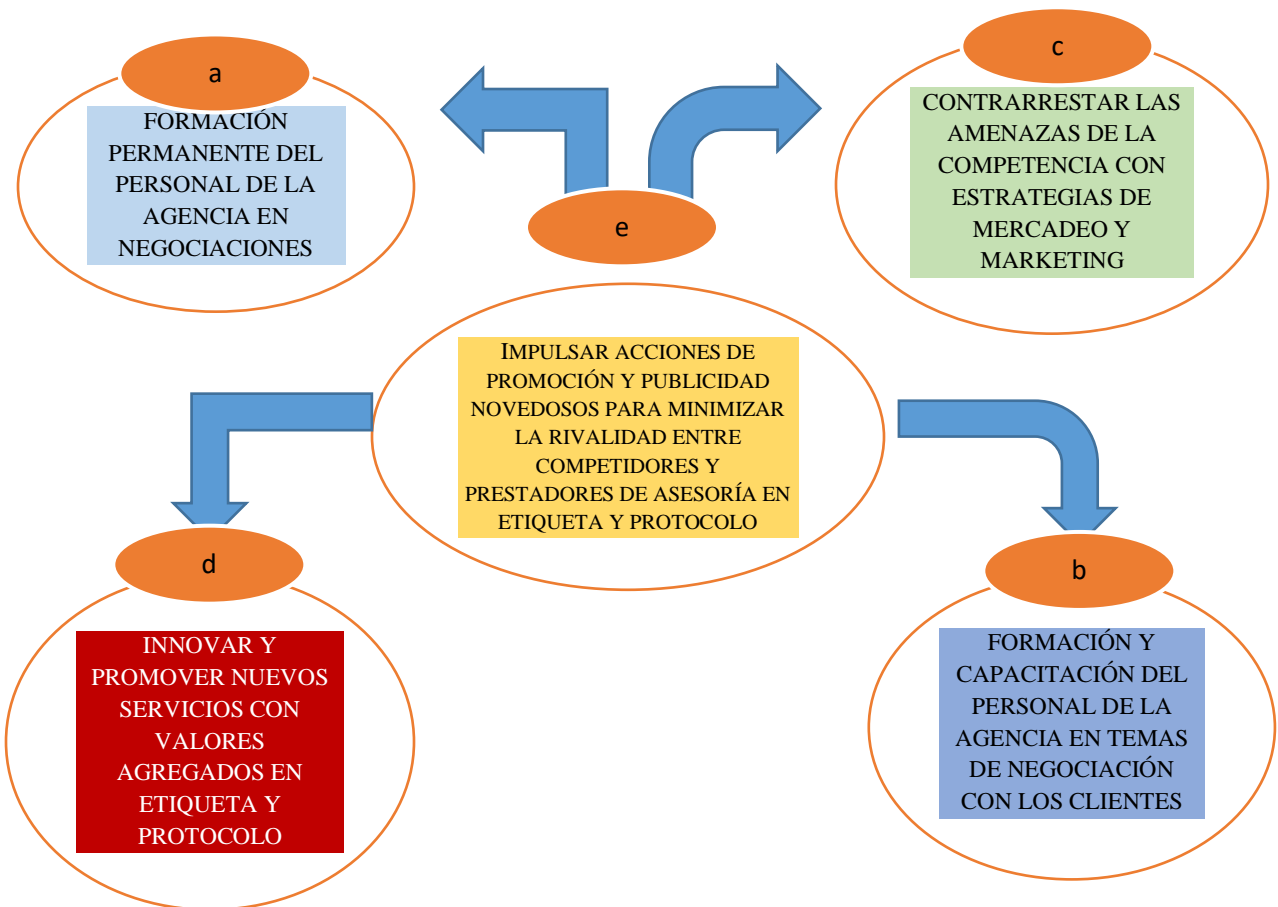 a
FORMACIÓN
PERMANENTE DEL
PERSONAL DE LA
AGENCIA EN
NEGOCIACIONES
c
CONTRARRESTAR LAS
AMENAZAS DE LA
COMPETENCIA CON
ESTRATEGIAS DE
MERCADEO Y
MARKETING
e
IMPULSAR ACCIONES DE
PROMOCIÓN Y PUBLICIDAD
NOVEDOSOS PARA MINIMIZAR
LA RIVALIDAD ENTRE
COMPETIDORES Y
PRESTADORES DE ASESORÍA EN
ETIQUETA Y PROTOCOLO
d
INNOVAR Y
PROMOVER NUEVOS
SERVICIOS CON
VALORES
AGREGADOS EN
ETIQUETA Y
PROTOCOLO
b
FORMACIÓN Y
CAPACITACIÓN DEL
PERSONAL DE LA
AGENCIA EN TEMAS
DE NEGOCIACIÓN
CON LOS CLIENTES